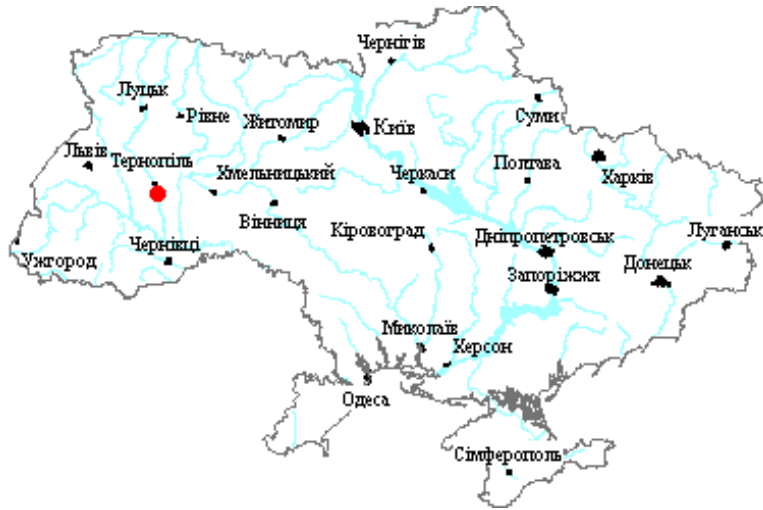 Чернігів
Луцьк
Рівне
Суми
Житомир
Київ
Львів
Тернопіль
Хмельницький
Черкаси
Полтава
Харків
Вінниця
Кіровоград
Дніпропетровськ
Луганськ
Чернівці
Ужгород
Запоріжжя
Донецьк
Миколаїв
Херсон
Одеса
Сімферополь